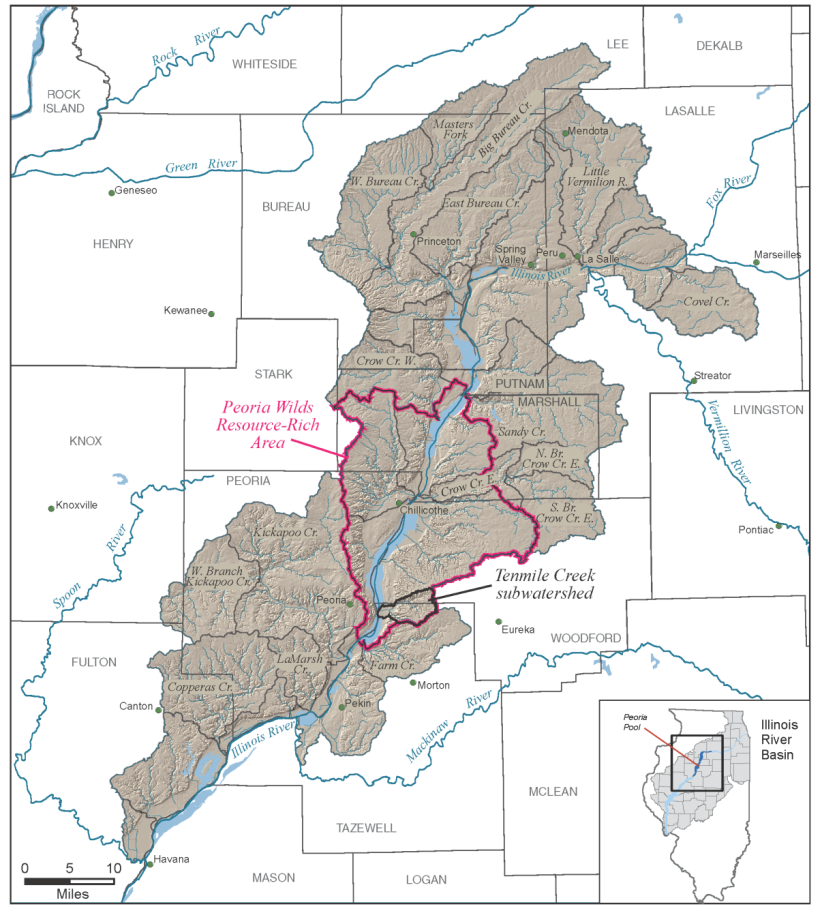 LEE
DEKALB
Rock
River
WHITESIDE
ROCK
ISLAND
LASALLE
Masters
Fork
Big Bureau Cr.
Mendota
Green River
W. Bureau Cr.
Little
Vermilion R.
Fox River
Geneseo
BUREAU
East Bureau Cr.
HENRY
Princeton
Spring
Valley
Peru
La Salle
Marseilles
Illinois River
Covel Cr.
Kewanee
Crow Cr. W.
STARK
PUTNAM
Streator
MARSHALL
LIVINGSTON
Peoria Wilds
Resource-Rich
Area
Vermillion River
KNOX
Sandy Cr.
N. Br.
Crow Cr. E.
PEORIA
Crow Cr. E.
Knoxville
Chillicothe
S. Br.
Crow Cr. E.
Spoon River
Kickapoo Cr.
Pontiac
W. Branch
Kickapoo Cr.
Tenmile Creek
subwatershed
Peoria
Eureka
WOODFORD
FULTON
LaMarsh
Cr.
Farm Cr.
Copperas Cr.
Morton
Canton
Pekin
Mackinaw River
Illinois River
Peoria
Pool
Illinois
River
Basin
MCLEAN
TAZEWELL
Havana
0 5 10
Miles
MASON
LOGAN